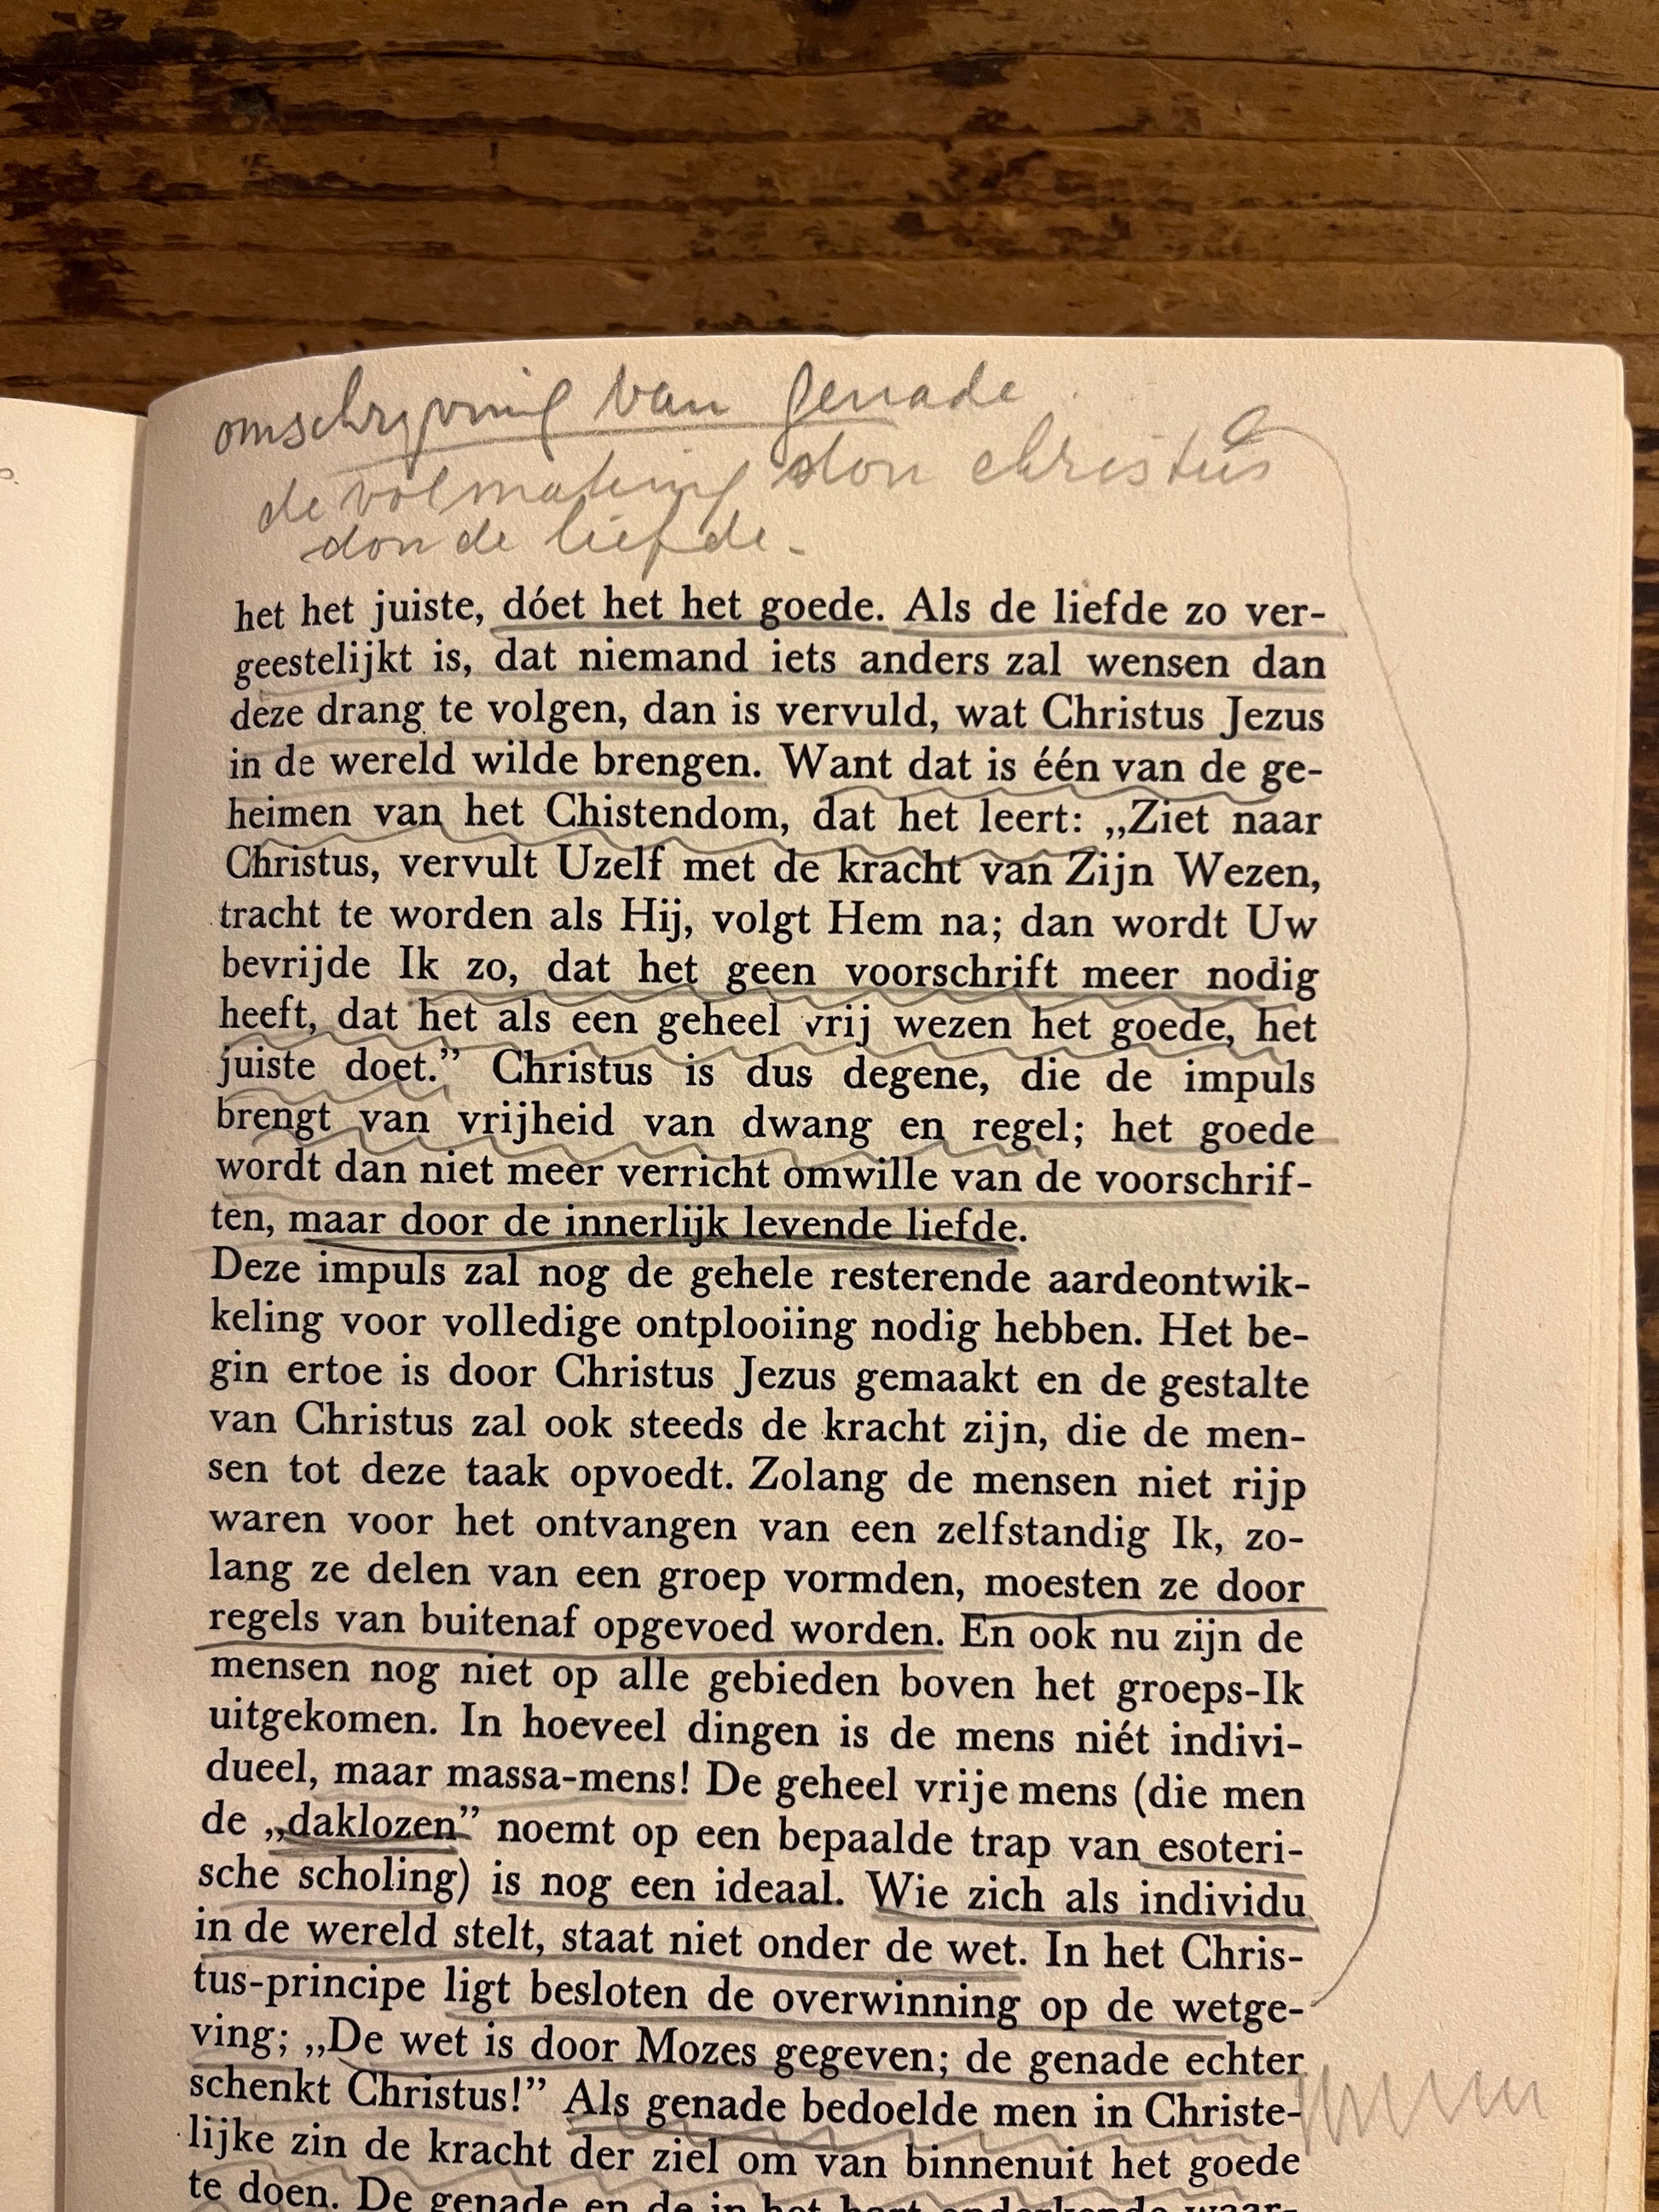 omschrijving van genade
de volmaking don christus
don de liefde.
het het juiste, dóet het het goede. Als de liefde zo ver-
geestelijkt is, dat niemand iets anders zal wensen dan
deze drang te volgen, dan is vervuld, wat Christus Jezus
in de wereld wilde brengen. Want dat is één van de ge-
heimen van het Chistendom, dat het leert: „Ziet naar
Christus, vervult Uzelf met de kracht van Zijn Wezen,
tracht te worden als Hij, volgt Hem na; dan wordt Uw
bevrijde Ik zo, dat het geen voorschrift meer nodig
heeft, dat het als een geheel vrij wezen het goede, het
juiste doet.” Christus is dus degene, die de impuls
brengt van vrijheid van dwang en regel; het goede
wordt dan niet meer verricht omwille van de voorschrif-
ten, maar door de innerlijk levende liefde.
Deze impuls zal nog de gehele resterende aardeontwik-
keling voor volledige ontplooiing nodig hebben. Het be-
gin ertoe is door Christus Jezus gemaakt en de gestalte
van Christus zal ook steeds de kracht zijn, die de men-
sen tot deze taak opvoedt. Zolang de mensen niet rijp
waren voor het ontvangen van een zelfstandig Ik, zo-
lang ze delen van een groep vormden, moesten ze door
regels van buitenaf opgevoed worden. En ook nu zijn de
mensen nog niet op alle gebieden boven het groeps-Ik
uitgekomen. In hoeveel dingen is de mens niét indivi-
dueel, maar massa-mens! De geheel vrije mens (die men
de „daklozen” noemt op een bepaalde trap van esoteri-
sche scholing) is nog een ideaal. Wie zich als individu
in de wereld stelt, staat niet onder de wet. In het Chris-
tus-principe ligt besloten de overwinning op de wetge-
ving; „De wet is door Mozes gegeven; de genade echter
schenkt Christus!” Als genade bedoelde men in Christe-
lijke zin de kracht der ziel om van binnenuit het goede
te doen. De genade en de in het hart onderkende waar-